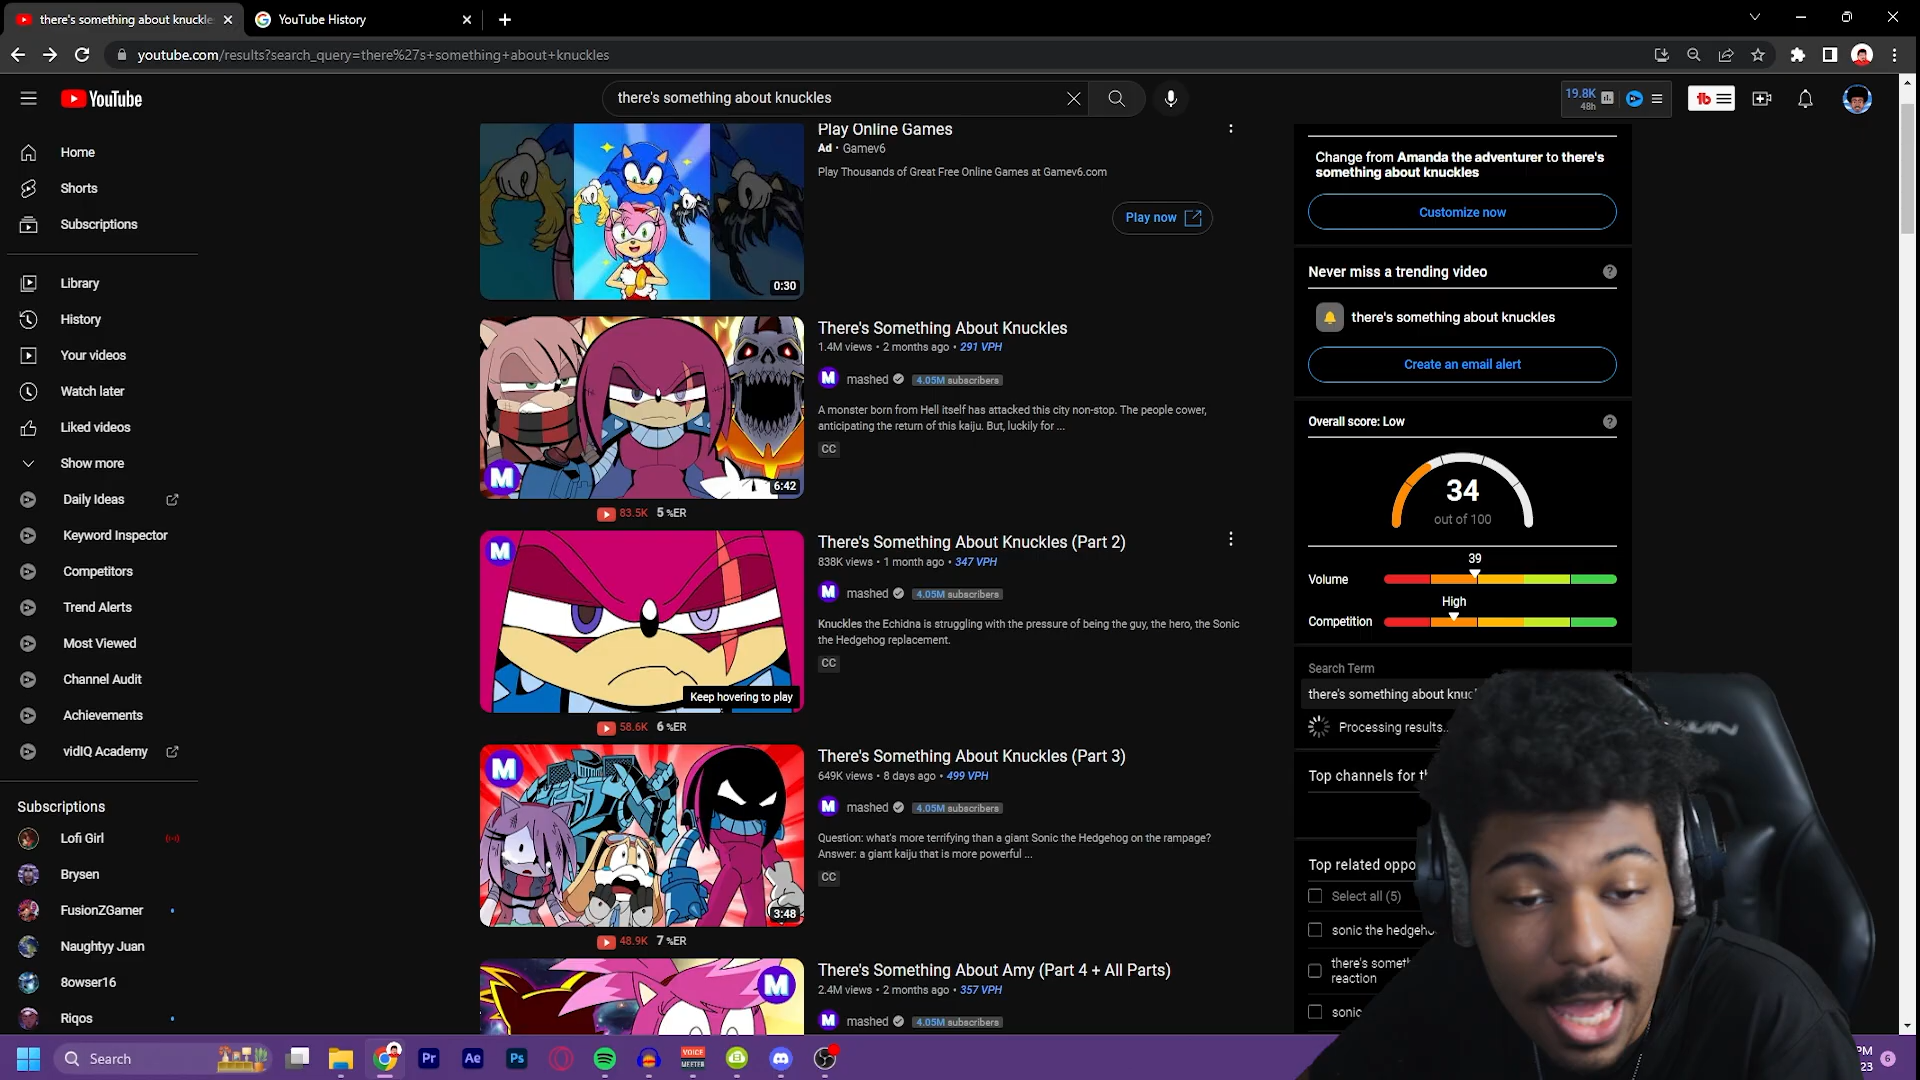 there's something about knuckle
YouTube History
youtube.com/results?search_query=there%27s+something+about+knuckles
YouTube
there's something about knuckles
19.8K
48h
Home
Shorts
Subscriptions
Library
History
Your videos
Watch later
Liked videos
Show more
Daily Ideas
Keyword Inspector
Competitors
Trend Alerts
Most Viewed
Channel Audit
Achievements
vidIQ Academy
Subscriptions
Lofi Girl
Brysen
FusionZGamer
Naughtyy Juan
8owser16
Riqos
0:30
Play Online Games
Ad • Gamev6
Play Thousands of Great Free Online Games at Gamev6.com
Play now
M
6:42
83.5K 5 %ER
There's Something About Knuckles
1.4M views • 2 months ago • 291 VPH
M mashed 4.05M subscribers
A monster born from Hell itself has attacked this city non-stop. The people cower,
anticipating the return of this kaiju. But, luckily for ...
CC
M
Keep hovering to play
58.6K 6 %ER
There's Something About Knuckles (Part 2)
838K views • 1 month ago • 347 VPH
M mashed 4.05M subscribers
Knuckles the Echidna is struggling with the pressure of being the guy, the hero, the Sonic
the Hedgehog replacement.
CC
M
3:48
48.9K 7 %ER
There's Something About Knuckles (Part 3)
649K views • 8 days ago • 499 VPH
M mashed 4.05M subscribers
Question: what's more terrifying than a giant Sonic the Hedgehog on the rampage?
Answer: a giant kaiju that is more powerful ...
CC
M
There's Something About Amy (Part 4 + All Parts)
2.4M views • 2 months ago • 357 VPH
M mashed 4.05M subscribers
Change from Amanda the adventurer to there's
something about knuckles
Customize now
Never miss a trending video
there's something about knuckles
Create an email alert
Overall score: Low
34
out of 100
39
Volume
High
Competition
Search Term
there's something about knuc
Processing results..
Top channels for t
Top related oppo
Select all (5)
sonic the hedgeho
there's someth
reaction
sonic
Search
Pr
Ae
Ps
VOICE
MEETER
PM
23
6